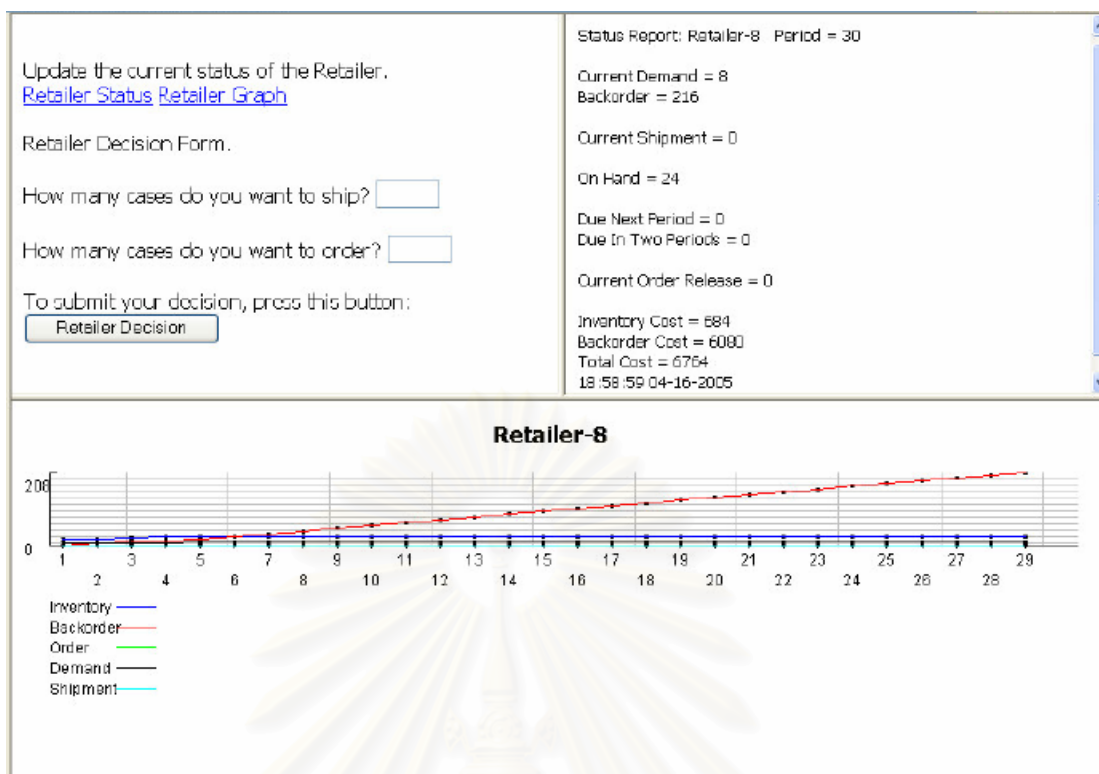 Update the current status of the Retailer.
Retailer Status Retailer Graph
Retailer Decision Form.
How many cases do you want to ship?
How many cases do you want to order?
To submit your decision, press this button:
Retailer Decision
Status Report: Retailer-8 Period = 30
Current Demand = 8
Backorder = 216
Current Shipment = 0
On Hand = 24
Due Next Period = 0
Due In Two Periods = 0
Current Order Release = 0
Inventory Cost = 684
Backorder Cost = 6080
Total Cost = 6764
18:58:59 04-16-2005
Retailer-8
208
0
1 3 5 7 9 11 13 15 17 19 21 23 25 27 29
2 4 6 8 10 12 14 16 18 20 22 24 26 28
Inventory
Backorder
Order
Demand
Shipment